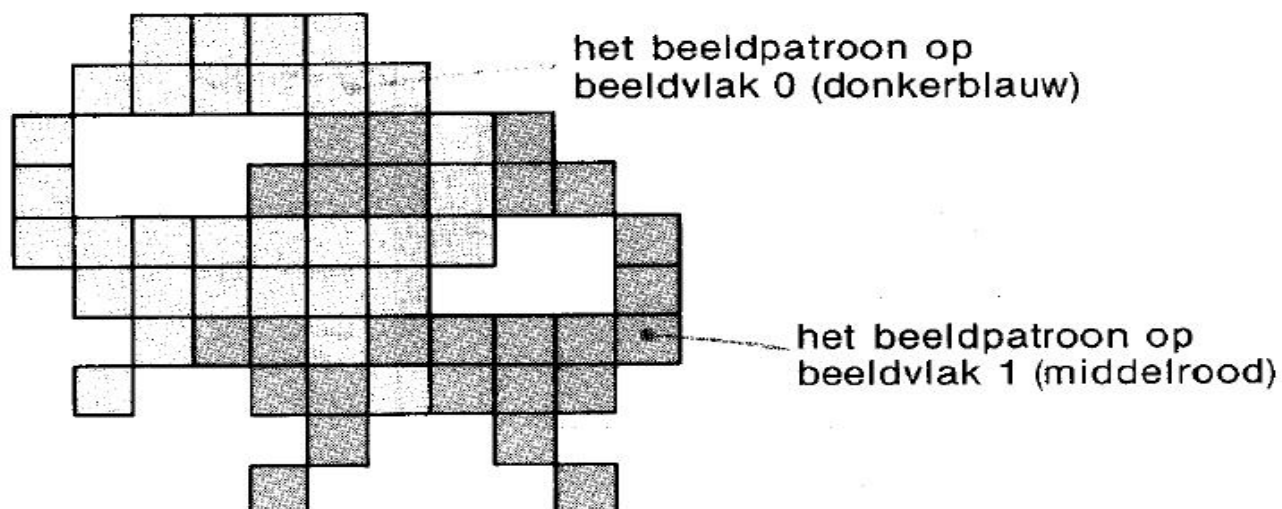 het beeldpatroon op
beeldvlak 0 (donkerblauw)
het beeldpatroon op
beeldvlak 1 (middelrood)